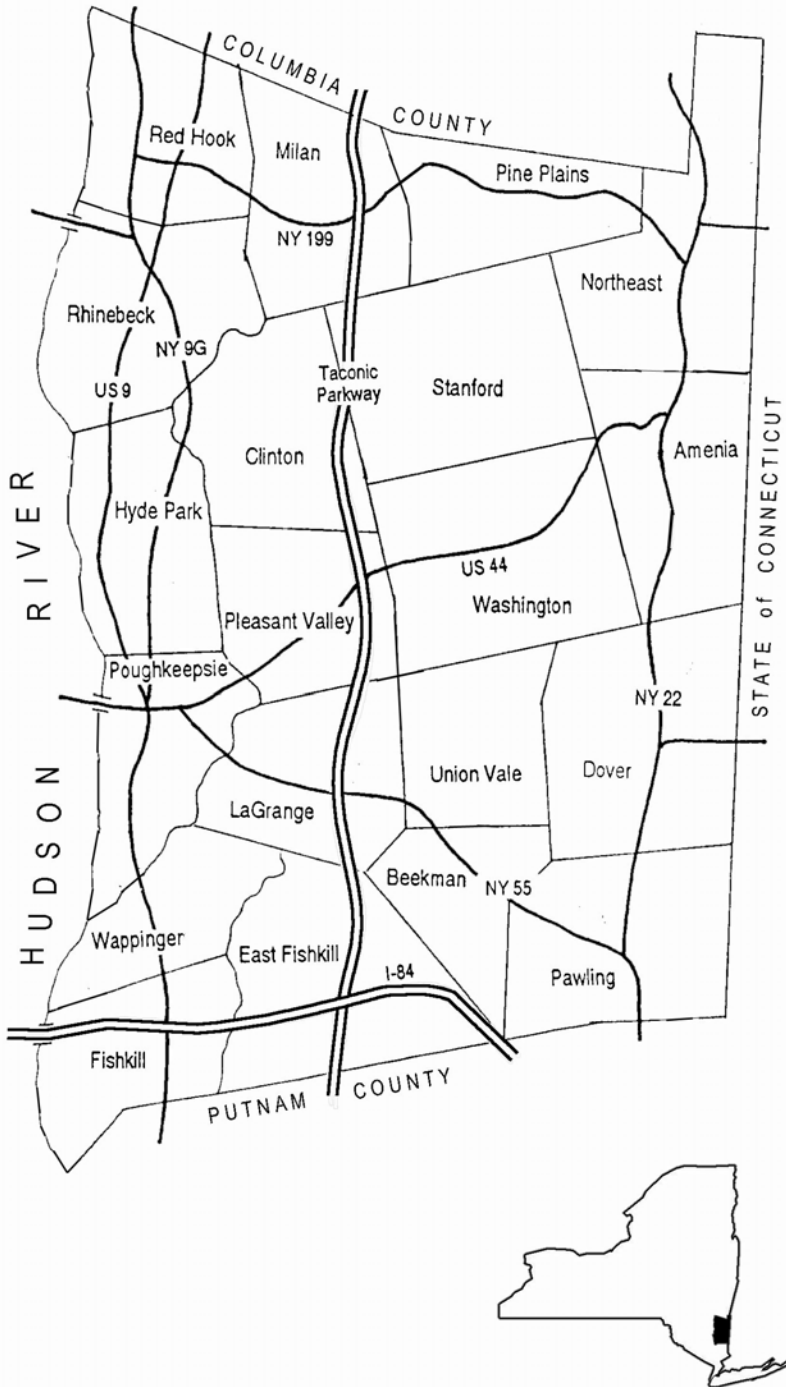 COLUMBIA
COUNTY
Red Hook
Milan
Pine Plains
NY 199
Northeast
Rhinebeck
NY 9G
US 9
Taconic
Parkway
Stanford
Clinton
Amenia
Hyde Park
US 44
Washington
Pleasant Valley
Poughkeepsie
NY 22
Union Vale
Dover
LaGrange
Beekman
NY 55
Wappinger
East Fishkill
I-84
Pawling
Fishkill
PUTNAM
COUNTY
HUDSON RIVER
STATE of CONNECTICUT